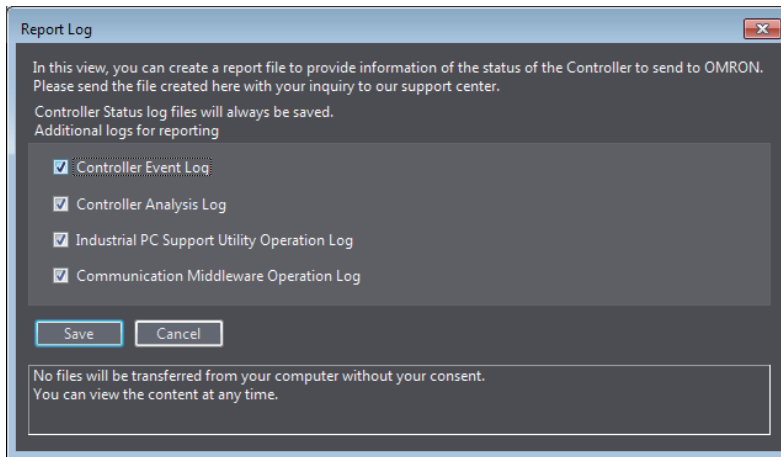 Report Log
In this view, you can create a report file to provide information of the status of the Controller to send to OMRON.
Please send the file created here with your inquiry to our support center.
Controller Status log files will always be saved.
Additional logs for reporting
Controller Event Log
Controller Analysis Log
Industrial PC Support Utility Operation Log
Communication Middleware Operation Log
Save Cancel
No files will be transferred from your computer without your consent.
You can view the content at any time.